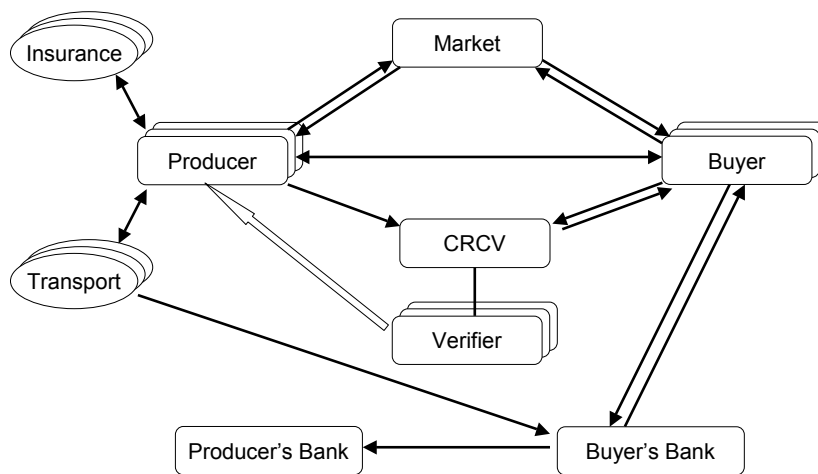 Market
Insurance
Producer
Buyer
CRCV
Transport
Verifier
Producer’s Bank
Buyer’s Bank